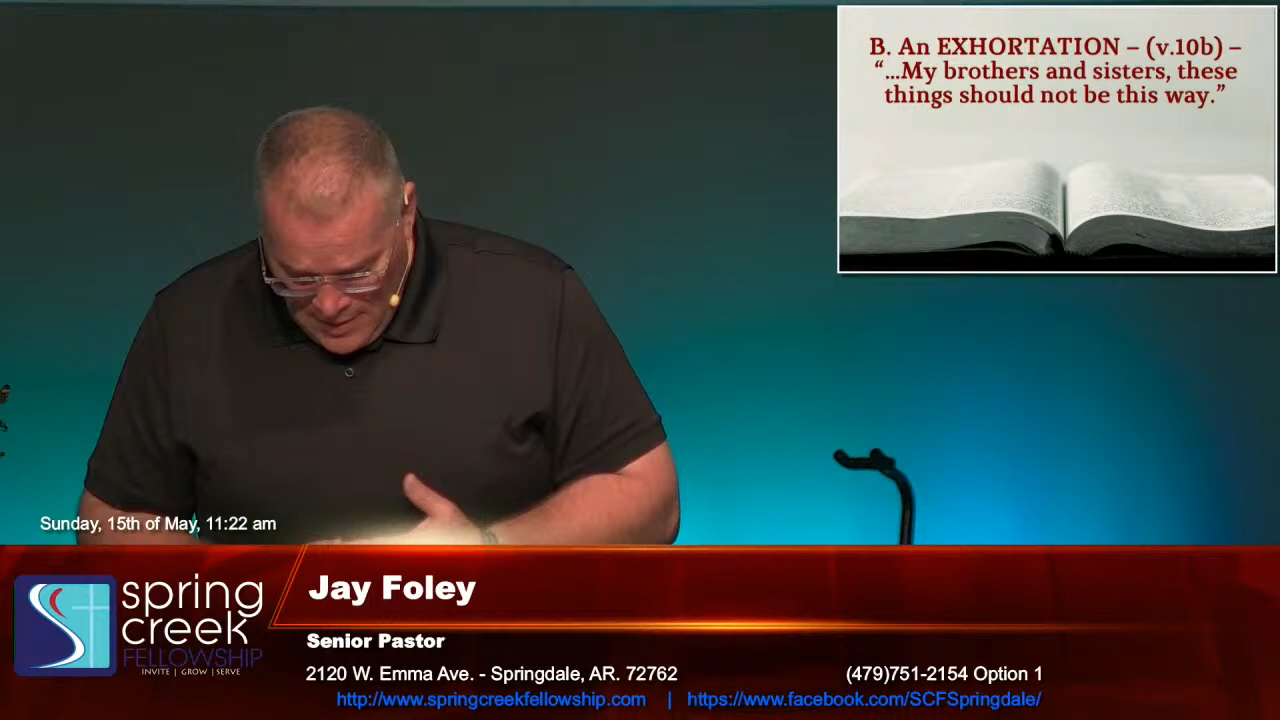 B. An EXHORTATION – (v.10b) –
“...My brothers and sisters, these
things should not be this way.”
Sunday, 15th of May, 11:22 am
spring
creek
FELLOWSHIP
INVITE | GROW | SERVE
Jay Foley
Senior Pastor
2120 W. Emma Ave. - Springdale, AR. 72762
(479)751-2154 Option 1
http://www.springcreekfellowship.com | https://www.facebook.com/SCFSpringdale/